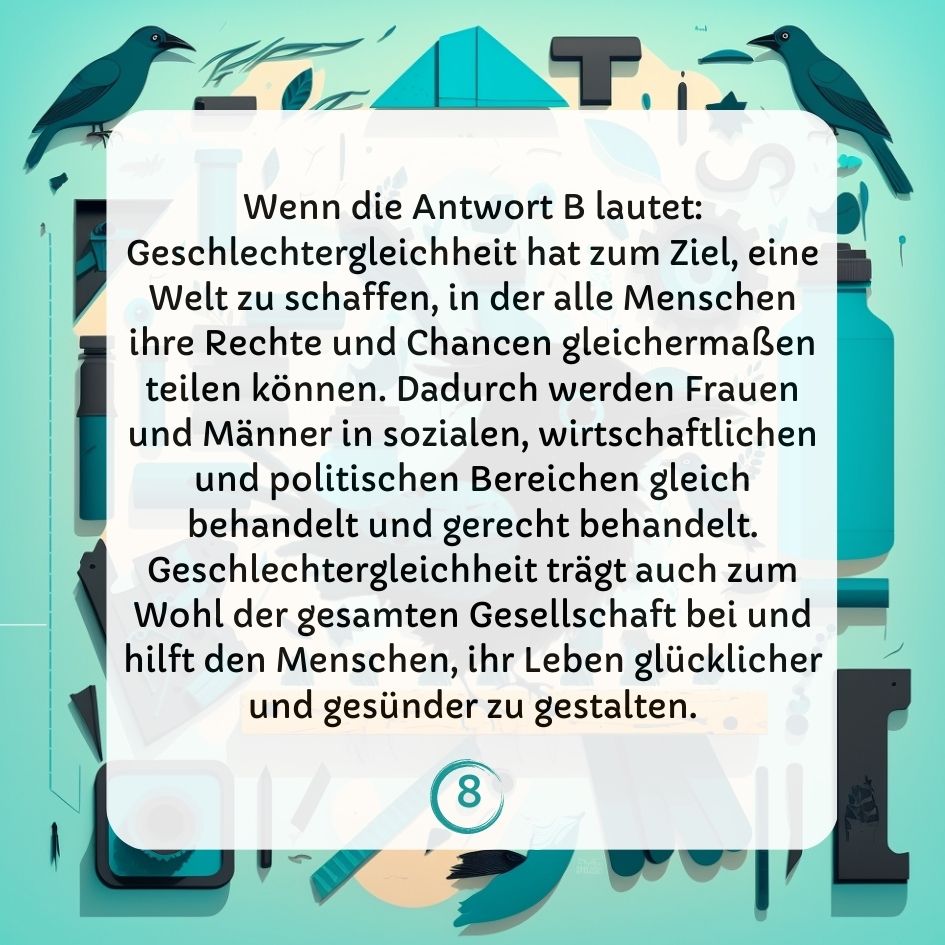 Wenn die Antwort B lautet:
Geschlechtergleichheit hat zum Ziel, eine
Welt zu schaffen, in der alle Menschen
ihre Rechte und Chancen gleichermaßen
teilen können. Dadurch werden Frauen
und Männer in sozialen, wirtschaftlichen
und politischen Bereichen gleich
behandelt und gerecht behandelt.
Geschlechtergleichheit trägt auch zum
Wohl der gesamten Gesellschaft bei und
hilft den Menschen, ihr Leben glücklicher
und gesünder zu gestalten.
8